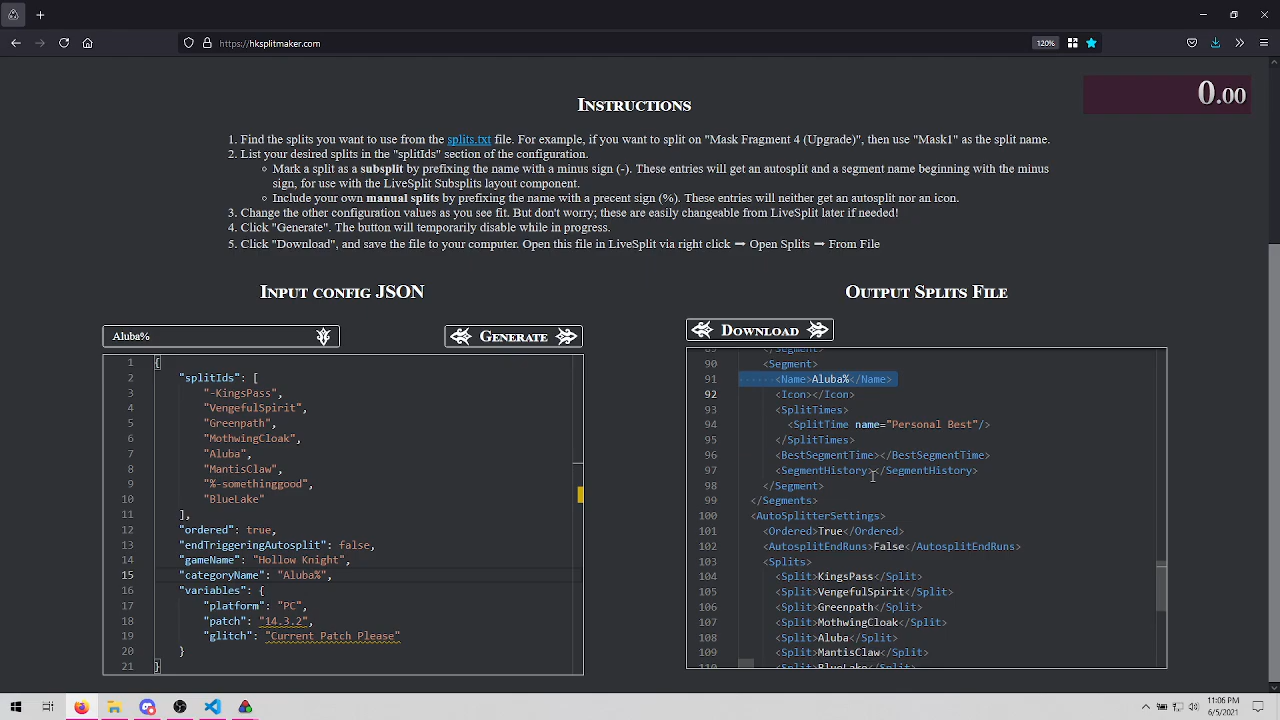 https://hksplitmaker.com
120%
0.00
Instructions
1. Find the splits you want to use from the splits.txt file. For example, if you want to split on "Mask Fragment 4 (Upgrade)", then use "Mask1" as the split name.
2. List your desired splits in the "splitIds" section of the configuration.
Mark a split as a subsplit by prefixing the name with a minus sign (-). These entries will get an autosplit and a segment name beginning with the minus
sign, for use with the LiveSplit Subsplits layout component.
Include your own manual splits by prefixing the name with a precent sign (%). These entries will neither get an autosplit nor an icon.
3. Change the other configuration values as you see fit. But don't worry; these are easily changeable from LiveSplit later if needed!
4. Click "Generate". The button will temporarily disable while in progress.
5. Click "Download", and save the file to your computer. Open this file in LiveSplit via right click ➞ Open Splits ➞ From File
Input config JSON
Aluba%
Generate
1 {
2 "splitIds": [
3 "-KingsPass",
4 "VengefulSpirit",
5 "Greenpath",
6 "MothwingCloak",
7 "Aluba",
8 "MantisClaw",
9 "%-somethinggood",
10 "BlueLake"
11 ],
12 "ordered": true,
13 "endTriggeringAutosplit": false,
14 "gameName": "Hollow Knight",
15 "categoryName": "Aluba%",
16 "variables": {
17 "platform": "PC",
18 "patch": "14.3.2",
19 "glitch": "Current Patch Please"
20 }
21 }
Output Splits File
Download
89 </Segment>
90 <Segment>
91 <Name>Aluba%</Name>
92 <Icon></Icon>
93 <SplitTimes>
94 <SplitTime name="Personal Best"/>
95 </SplitTimes>
96 <BestSegmentTime></BestSegmentTime>
97 <SegmentHistory></SegmentHistory>
98 </Segment>
99 </Segments>
100 <AutoSplitterSettings>
101 <Ordered>True</Ordered>
102 <AutosplitEndRuns>False</AutosplitEndRuns>
103 <Splits>
104 <Split>KingsPass</Split>
105 <Split>VengefulSpirit</Split>
106 <Split>Greenpath</Split>
107 <Split>MothwingCloak</Split>
108 <Split>Aluba</Split>
109 <Split>MantisClaw</Split>
110 <Split>BlueLake</Split>
11:06 PM
6/5/2021